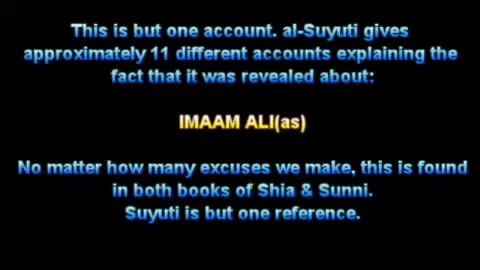 This is but one account. al-Suyuti gives
approximately 11 different accounts explaining the
fact that it was revealed about:
IMAAM ALI(as)
No matter how many excuses we make, this is found
in both books of Shia & Sunni.
Suyuti is but one reference.